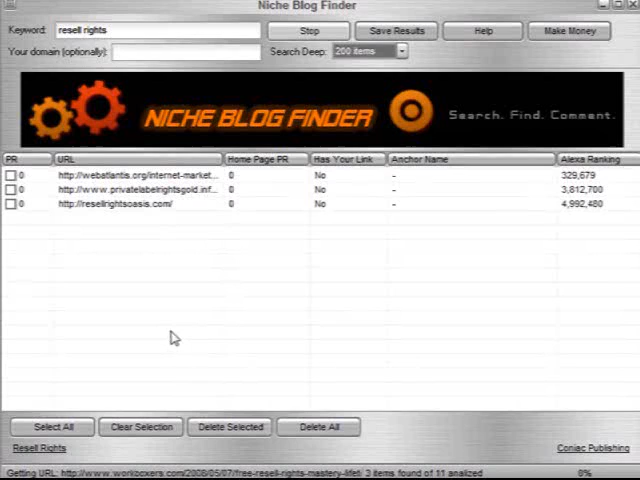 Niche Blog Finder
Keyword: resell rights Stop Save Results Help Make Money
Your domain (optionally): Search Deep: 200 items
NICHE BLOG FINDER Search. Find. Comment.
PR URL Home Page PR Has Your Link Anchor Name Alexa Ranking
0 http://webatlantis.org/internet-market... 0 No - 329,679
0 http://www.privatelabelrightsgold.inf... 0 No - 3,812,700
0 http://resellrightsoasis.com/ 0 No - 4,992,480
Select All Clear Selection Delete Selected Delete All
Resell Rights Coniac Publishing
Getting URL: http://www.workboxers.com/2008/05/07/free-resell-rights-mastery-lifet/ 3 items found of 11 analized 0%